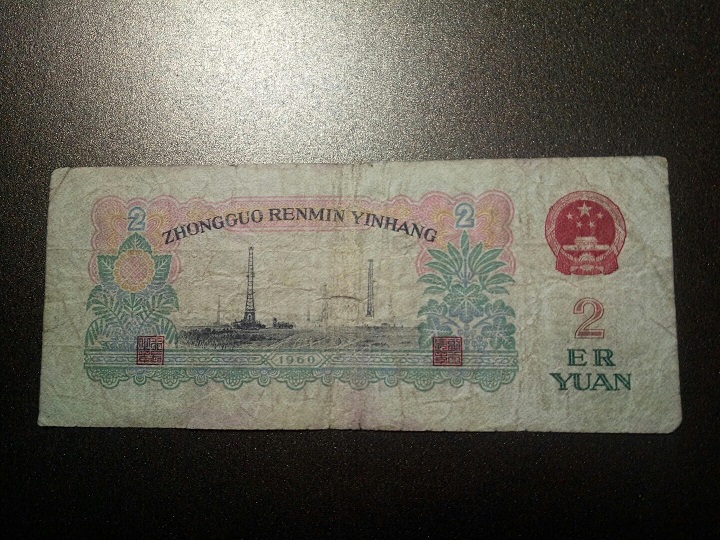 2
2
ZHONGGUO RENMIN YINHANG
1960
2
ER
YUAN